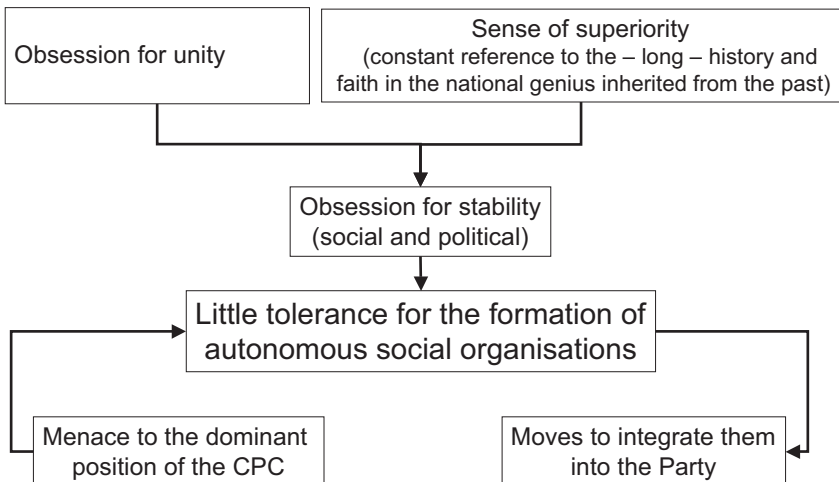 Obsession for unity
Sense of superiority
(constant reference to the – long – history and
faith in the national genius inherited from the past)
Obsession for stability
(social and political)
Little tolerance for the formation of
autonomous social organisations
Menace to the dominant
position of the CPC
Moves to integrate them
into the Party